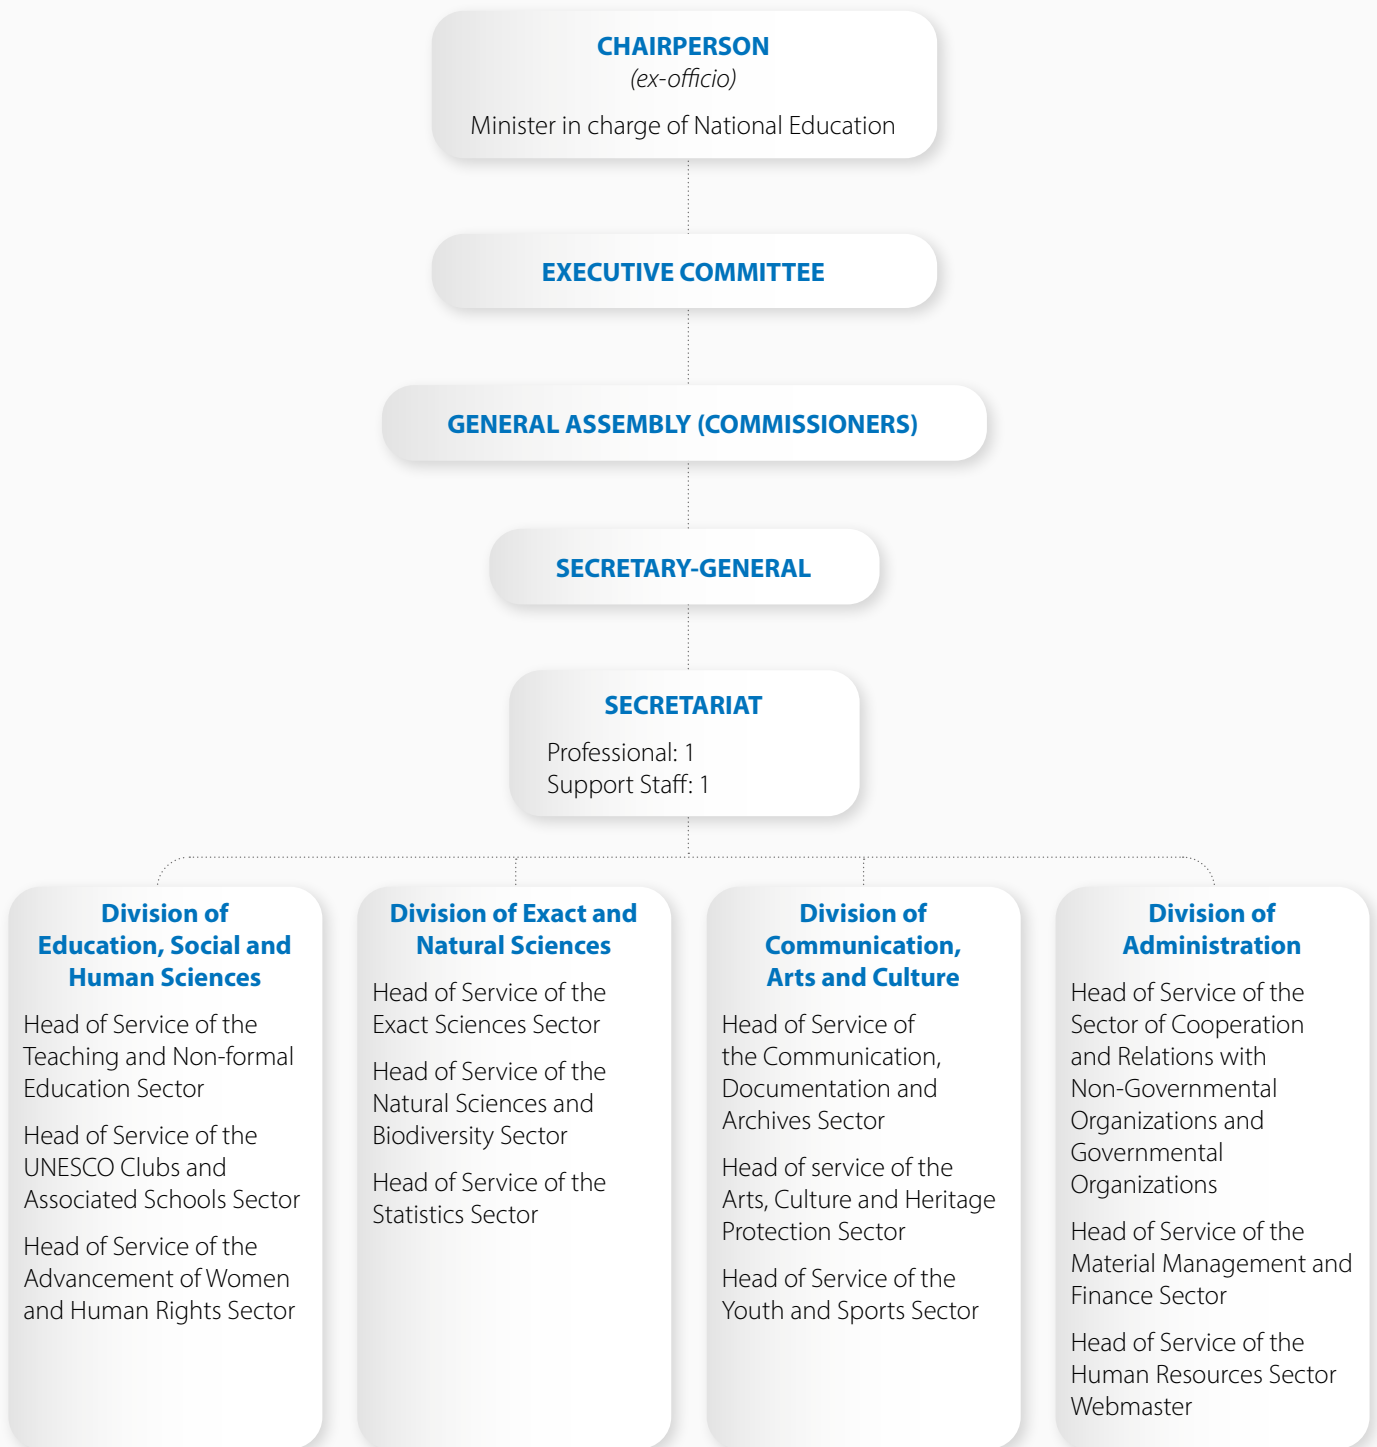 CHAIRPERSON
(ex-officio)
Minister in charge of National Education
EXECUTIVE COMMITTEE
GENERAL ASSEMBLY (COMMISSIONERS)
SECRETARY-GENERAL
SECRETARIAT
Professional: 1
Support Staff: 1
Division of
Education, Social and
Human Sciences
Head of Service of the
Teaching and Non-formal
Education Sector
Head of Service of the
UNESCO Clubs and
Associated Schools Sector
Head of Service of the
Advancement of Women
and Human Rights Sector
Division of Exact and
Natural Sciences
Head of Service of the
Exact Sciences Sector
Head of Service of the
Natural Sciences and
Biodiversity Sector
Head of Service of the
Statistics Sector
Division of
Communication,
Arts and Culture
Head of Service of
the Communication,
Documentation and
Archives Sector
Head of service of the
Arts, Culture and Heritage
Protection Sector
Head of Service of the
Youth and Sports Sector
Division of
Administration
Head of Service of the
Sector of Cooperation
and Relations with
Non-Governmental
Organizations and
Governmental
Organizations
Head of Service of the
Material Management and
Finance Sector
Head of Service of the
Human Resources Sector
Webmaster